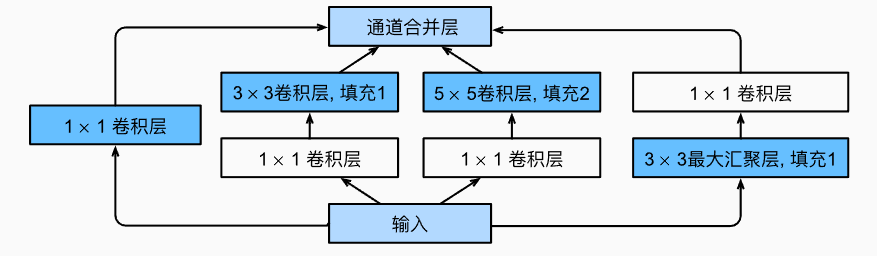 通道合并层
3 × 3卷积层, 填充1
5 × 5卷积层, 填充2
1 × 1 卷积层
1 × 1 卷积层
1 × 1 卷积层
1 × 1 卷积层
3 × 3最大汇聚层, 填充1
输入